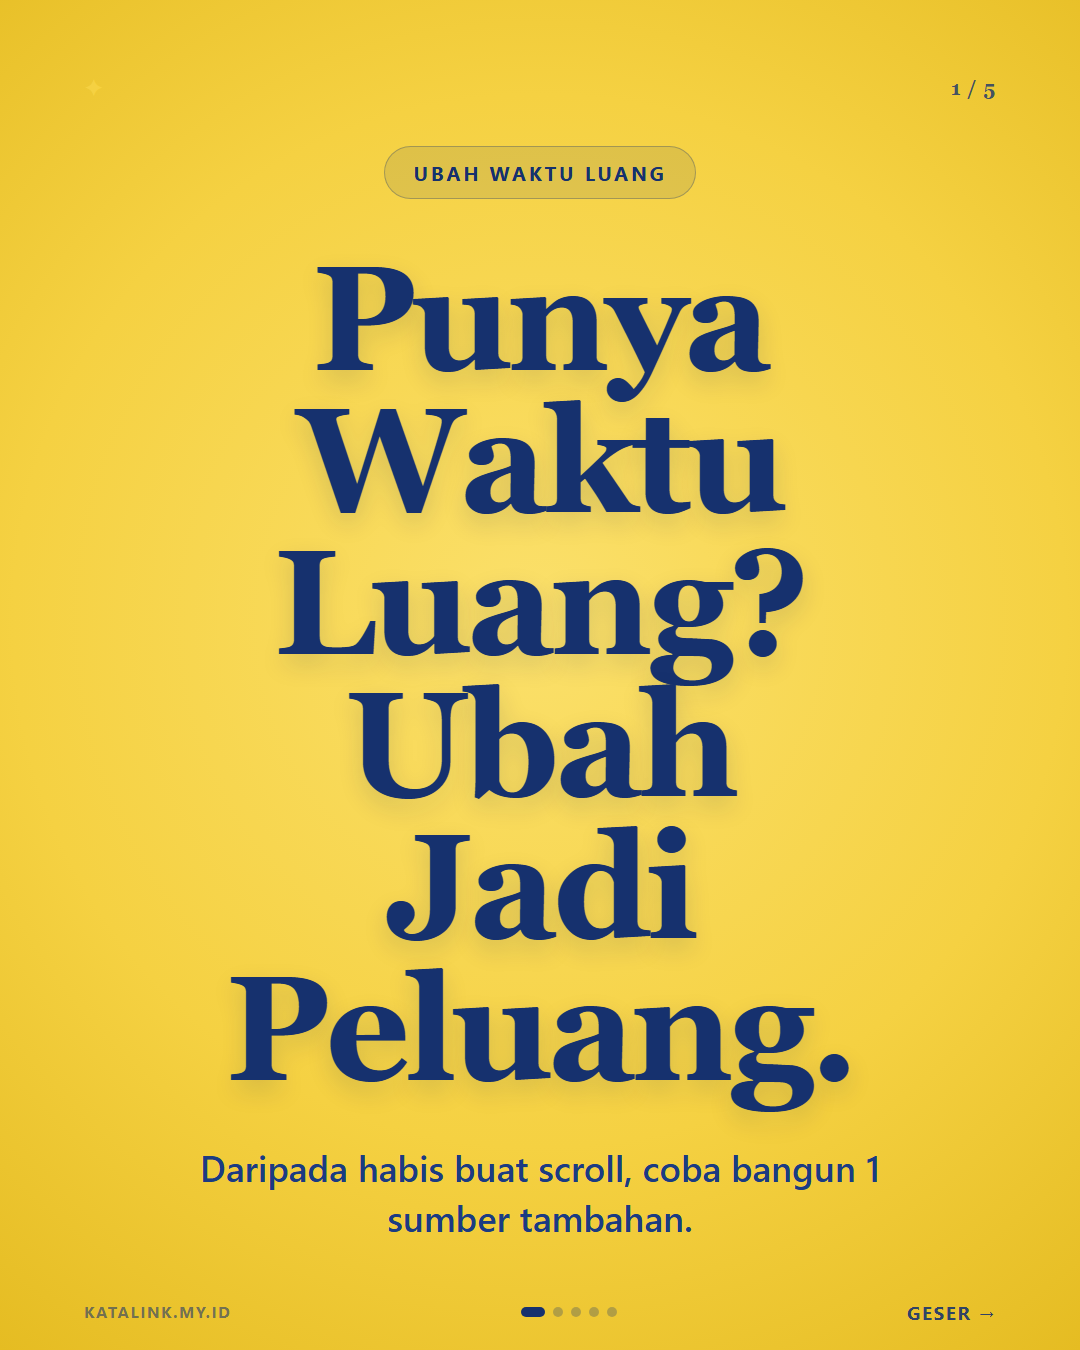 1 / 5
UBAH WAKTU LUANG
Punya
Waktu
Luang?
Ubah
Jadi
Peluang.
Daripada habis buat scroll, coba bangun 1
sumber tambahan.
KATALINK.MY.ID
GESER →